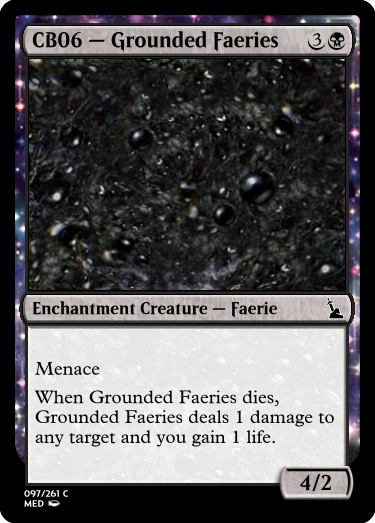 CB06 — Grounded Faeries 3
Enchantment Creature — Faerie
Menace
When Grounded Faeries dies,
Grounded Faeries deals 1 damage to
any target and you gain 1 life.
4/2
097/261 C
MED